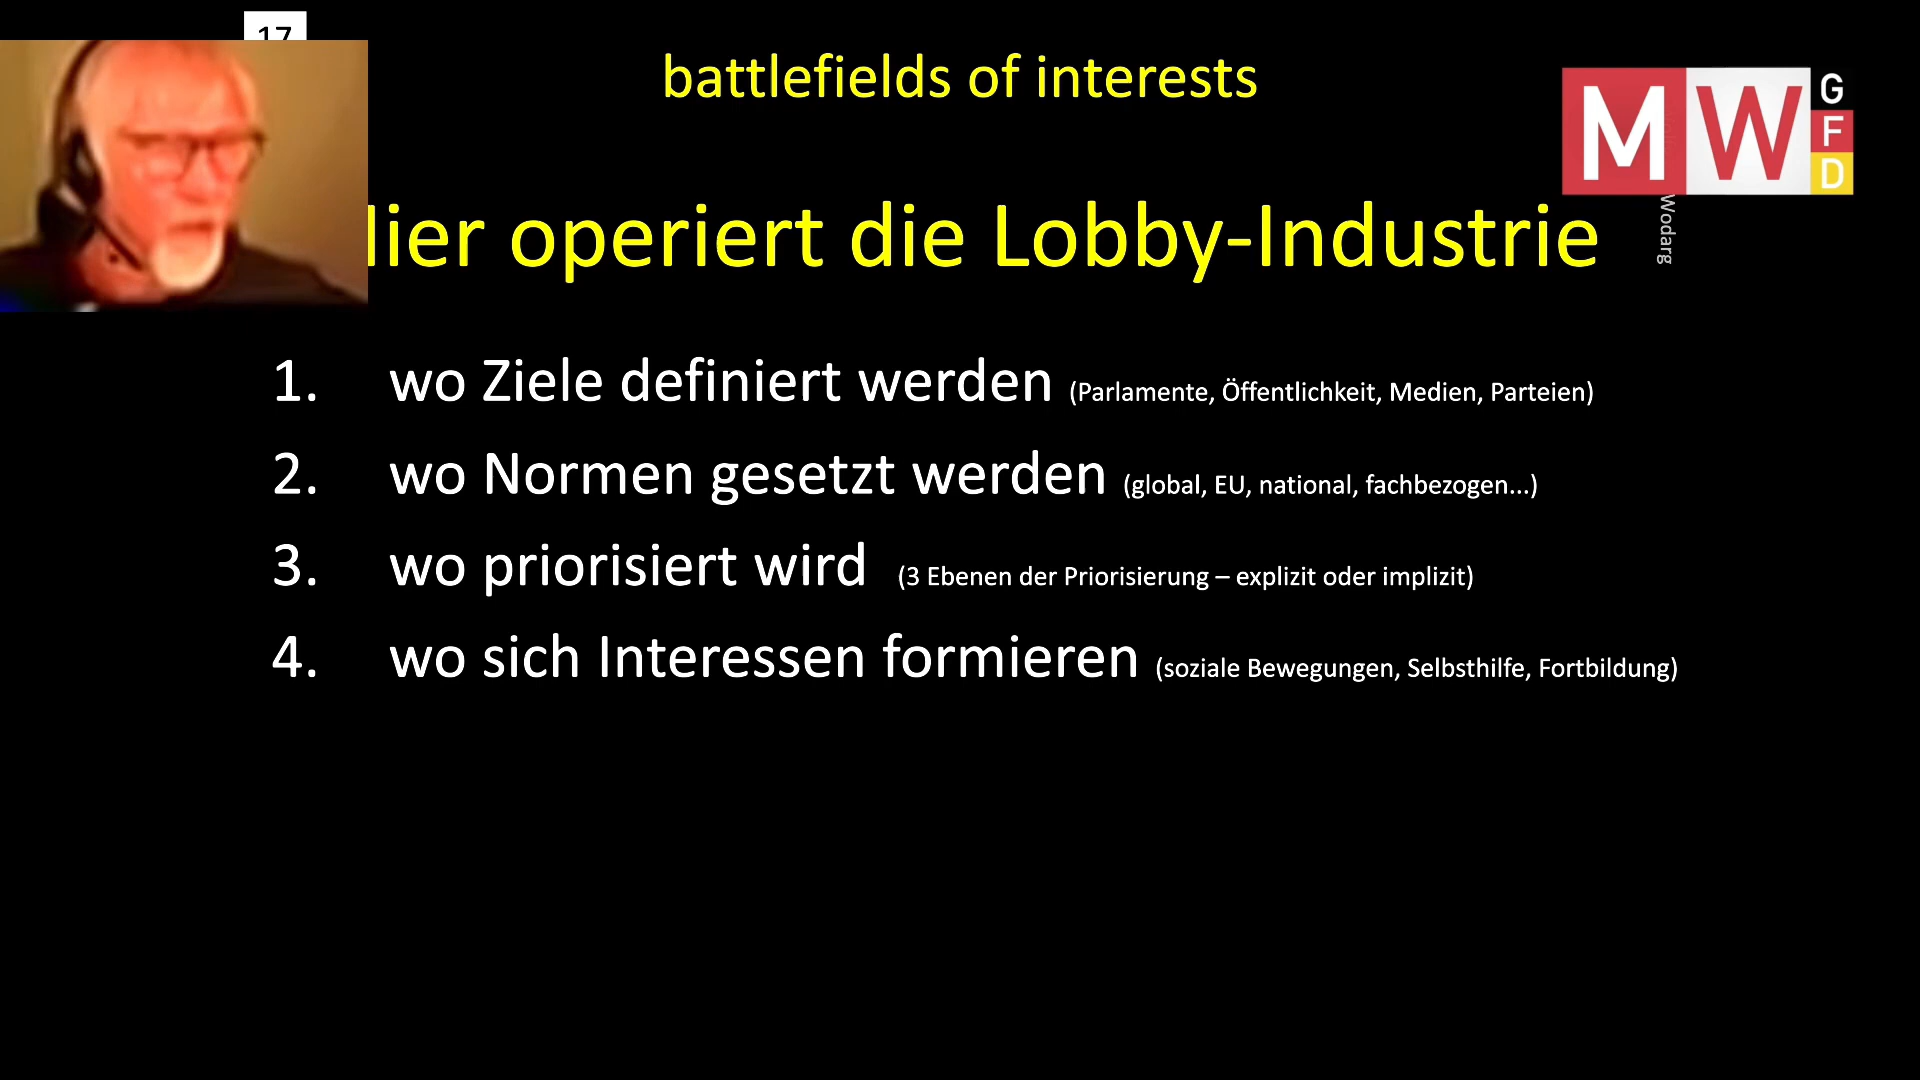 17
battlefields of interests
MW
GFD
Wodarg
operiert die Lobby-Industrie
1. wo Ziele definiert werden (Parlamente, Öffentlichkeit, Medien, Parteien)
2. wo Normen gesetzt werden (global, EU, national, fachbezogen...)
3. wo priorisiert wird (3 Ebenen der Priorisierung – explizit oder implizit)
4. wo sich Interessen formieren (soziale Bewegungen, Selbsthilfe, Fortbildung)